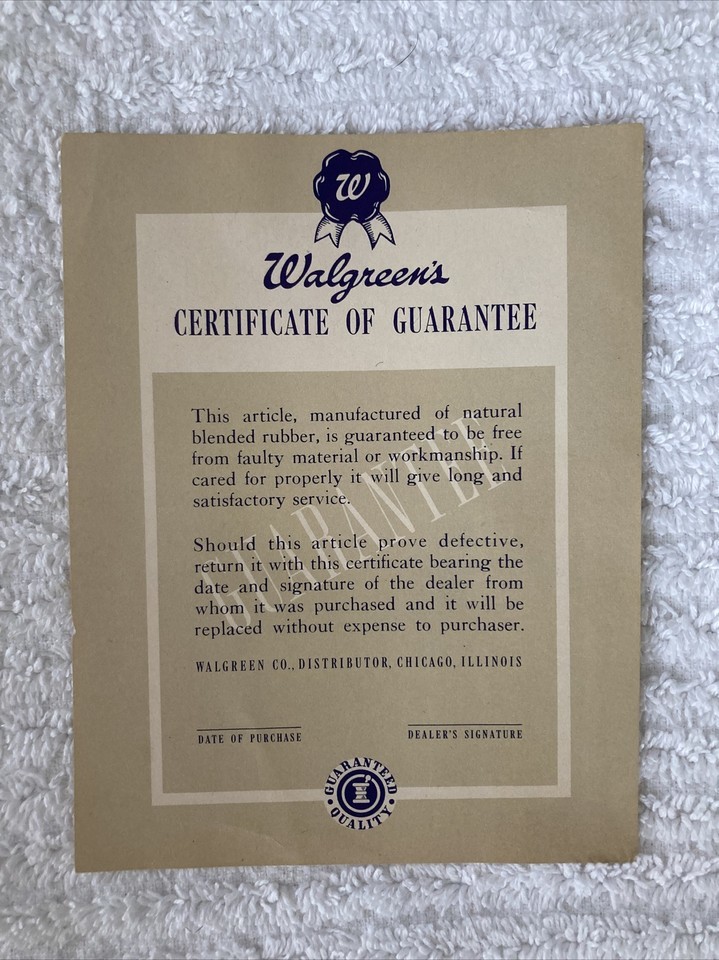 W
Walgreen's
CERTIFICATE OF GUARANTEE
This article, manufactured of natural
blended rubber, is guaranteed to be free
from faulty material or workmanship. If
cared for properly it will give long and
satisfactory service.
GUARANTEE
Should this article prove defective,
return it with this certificate bearing the
date and signature of the dealer from
whom it was purchased and it will be
replaced without expense to purchaser.
WALGREEN CO., DISTRIBUTOR, CHICAGO, ILLINOIS
DATE OF PURCHASE
DEALER'S SIGNATURE
GUARANTEED
• QUALITY •